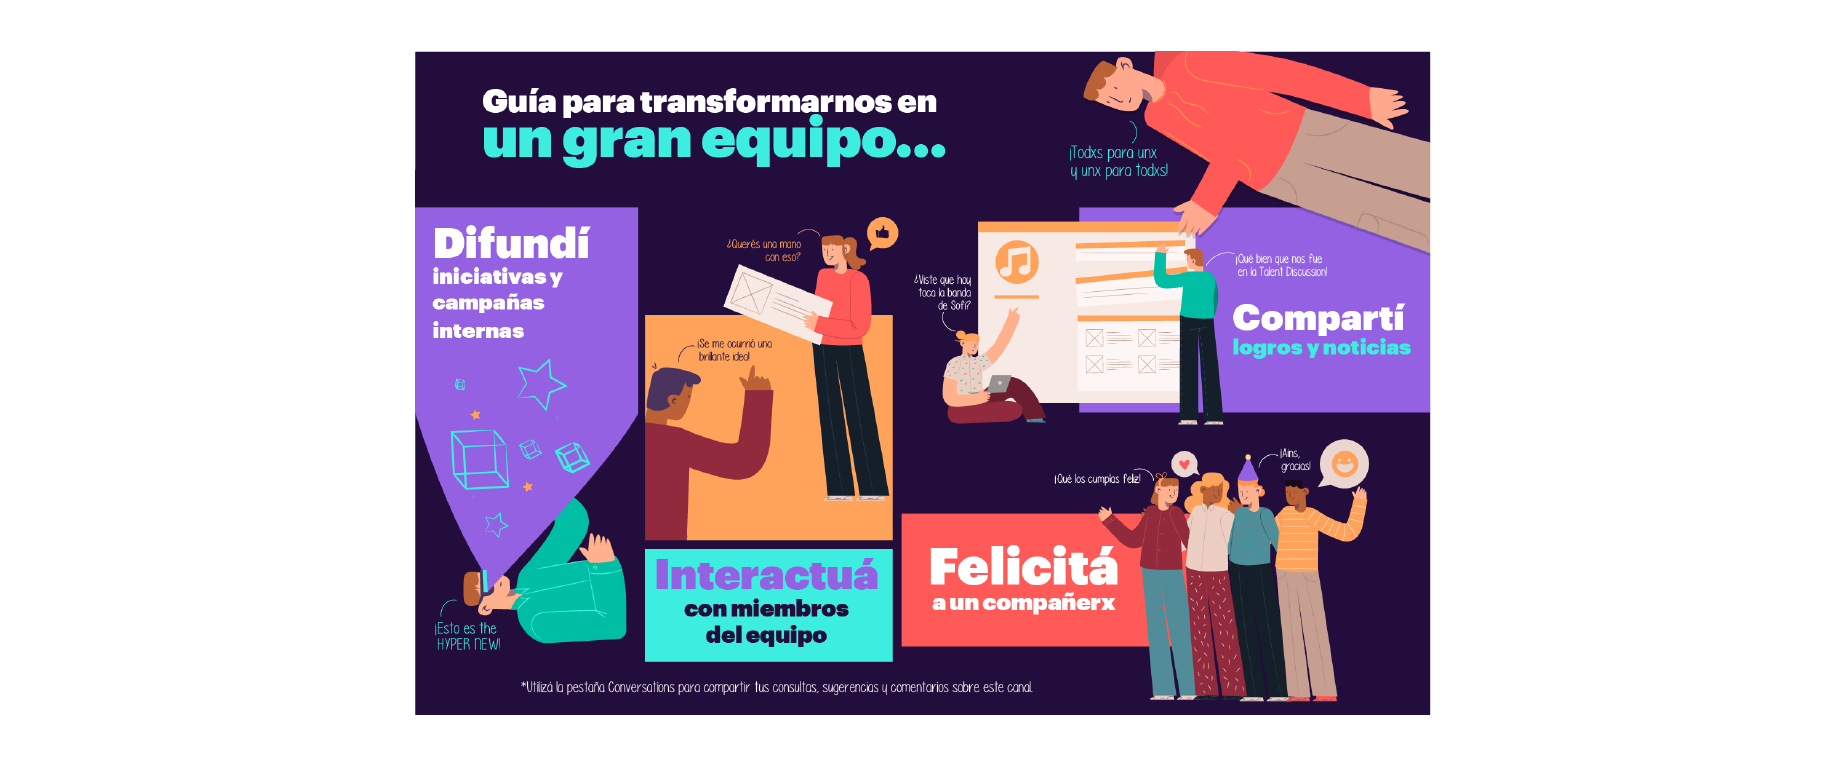 Guía para transformarnos en
un gran equipo...
¡Todxs para unx
y unx para todxs!
Difundí
iniciativas y
campañas
internas
¡Esto es the
HYPER NEW!
¿Querés una mano
con eso?
¡Se me ocurrió una
brillante idea!
Interactuá
con miembros
del equipo
¿Viste que hoy
toca la banda
de Sofi?
¡Qué bien que nos fue
en la Talent Discussion!
Compartí
logros y noticias
¡Qué los cumplas feliz!
¡Ains,
gracias!
Felicitá
a un compañerx
*Utilizá la pestaña Conversations para compartir tus consultas, sugerencias y comentarios sobre este canal.